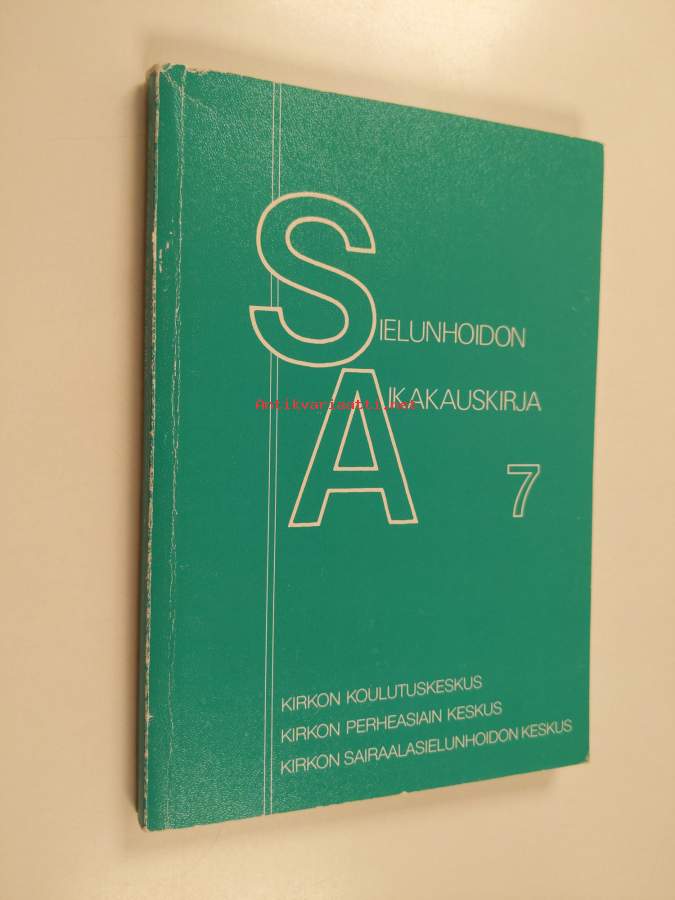 SIELUNHOIDON
Antikvariaatti.net
AIKAKAUSKIRJA
7
KIRKON KOULUTUSKESKUS
KIRKON PERHEASIAIN KESKUS
KIRKON SAIRAALASIELUNHOIDON KESKUS